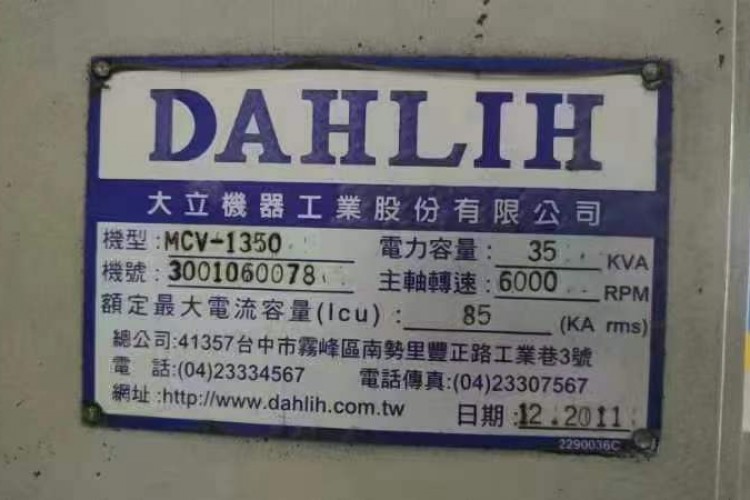 DAHLIH
大立機器工業股份有限公司
機型:MCV-1350 電力容量: 35 KVA
機號:3001060078 主軸轉速:6000 RPM
額定最大電流容量(Icu): 85 (KA rms)
總公司:41357台中市霧峰區南勢里豐正路工業巷3號
電 話:(04)23334567 電話傳真:(04)23307567
網址:http://www.dahlih.com.tw 日期:12.2011
2290036C